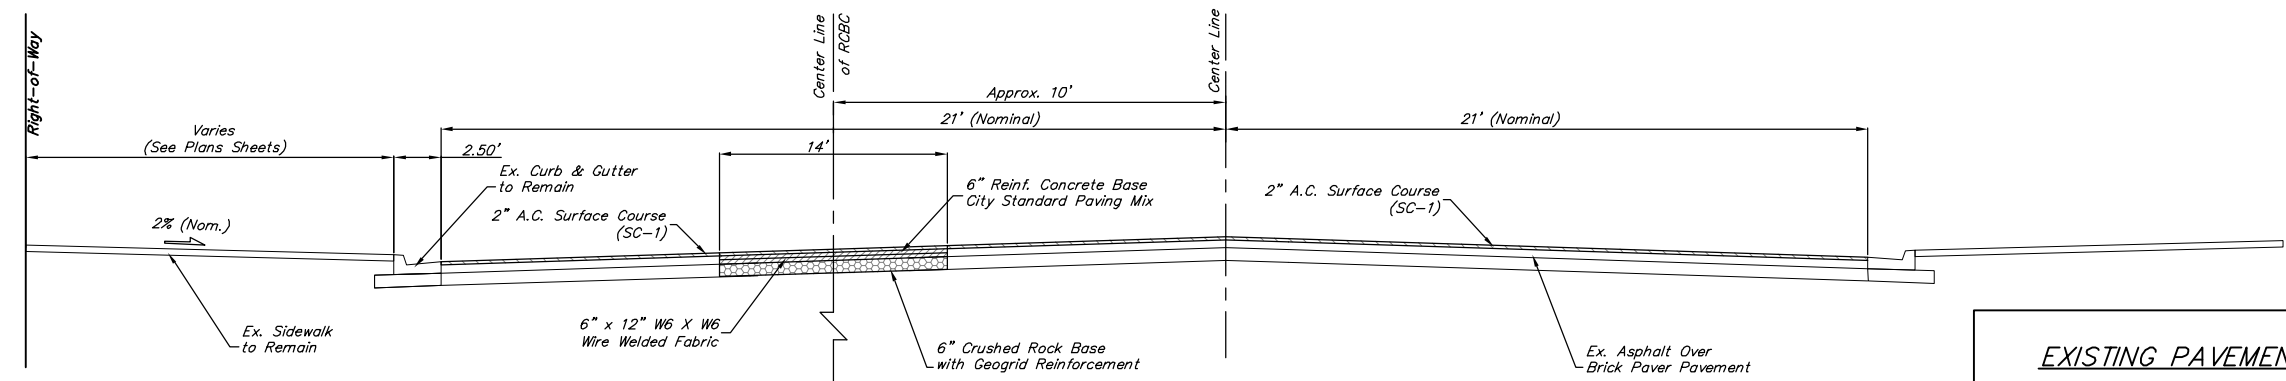 Right-of-Way
Center Line
of RCBC
Center Line
Approx. 10'
21' (Nominal)
21' (Nominal)
Varies
(See Plans Sheets)
2.50'
14'
Ex. Curb & Gutter
to Remain
6" Reinf. Concrete Base
City Standard Paving Mix
2" A.C. Surface Course
(SC-1)
2" A.C. Surface Course
(SC-1)
2% (Nom.)
Ex. Sidewalk
to Remain
6" x 12" W6 X W6
Wire Welded Fabric
6" Crushed Rock Base
with Geogrid Reinforcement
Ex. Asphalt Over
Brick Paver Pavement
EXISTING PAVEMEN